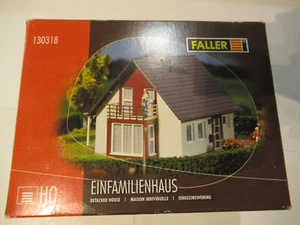 130318
FALLER
H0
EINFAMILIENHAUS
DETACHED HOUSE | MAISON INDIVIDUELLE | EENGEZINSWONING